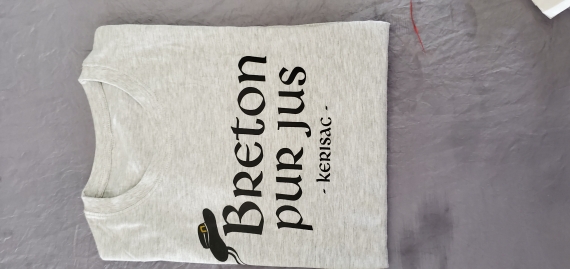 Breton
pur jus
- Kerisac -